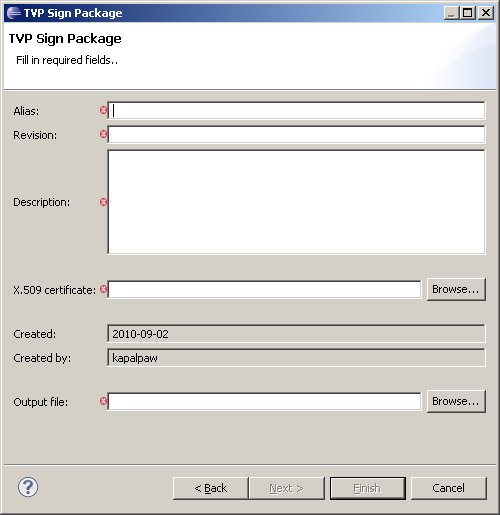 TVP Sign Package
TVP Sign Package
Fill in required fields..
Alias:
Revision:
Description:
X.509 certificate:
Browse...
Created:
2010-09-02
Created by:
kapalpaw
Output file:
Browse...
< Back
Next >
Finish
Cancel